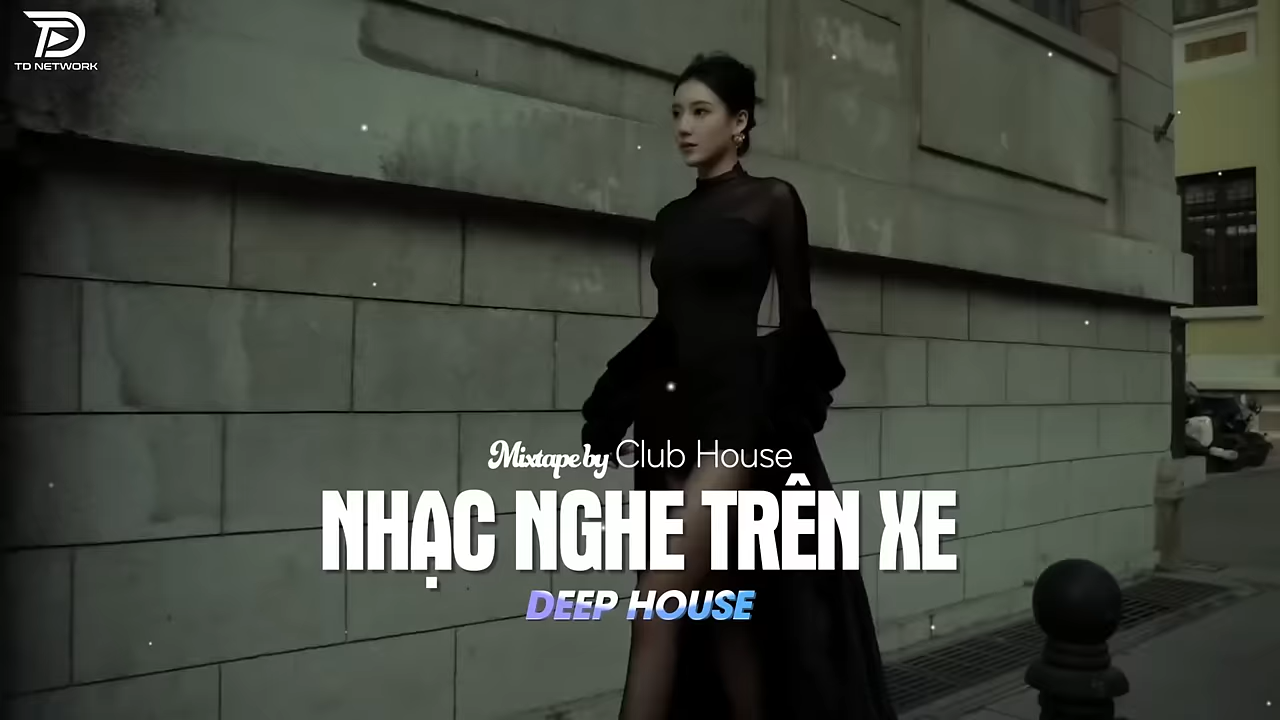 TD NETWORK
Mixtape by Club House
NHẠC NGHE TRÊN XE
DEEP HOUSE